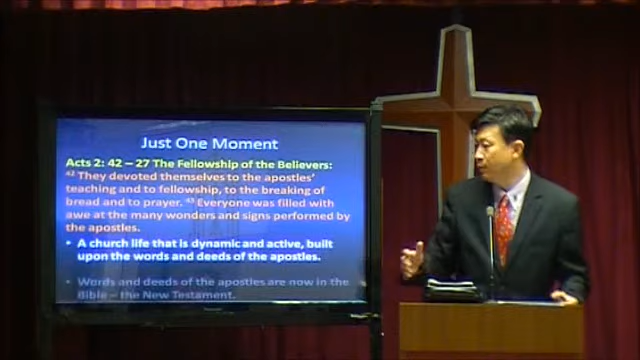 Just One Moment
Acts 2: 42 – 27 The Fellowship of the Believers:
42 They devoted themselves to the apostles'
teaching and to fellowship, to the breaking of
bread and to prayer. 43 Everyone was filled with
awe at the many wonders and signs performed by
the apostles.
• A church life that is dynamic and active, built
upon the words and deeds of the apostles.
• Words and deeds of the apostles are now in the
Bible – the New Testament.